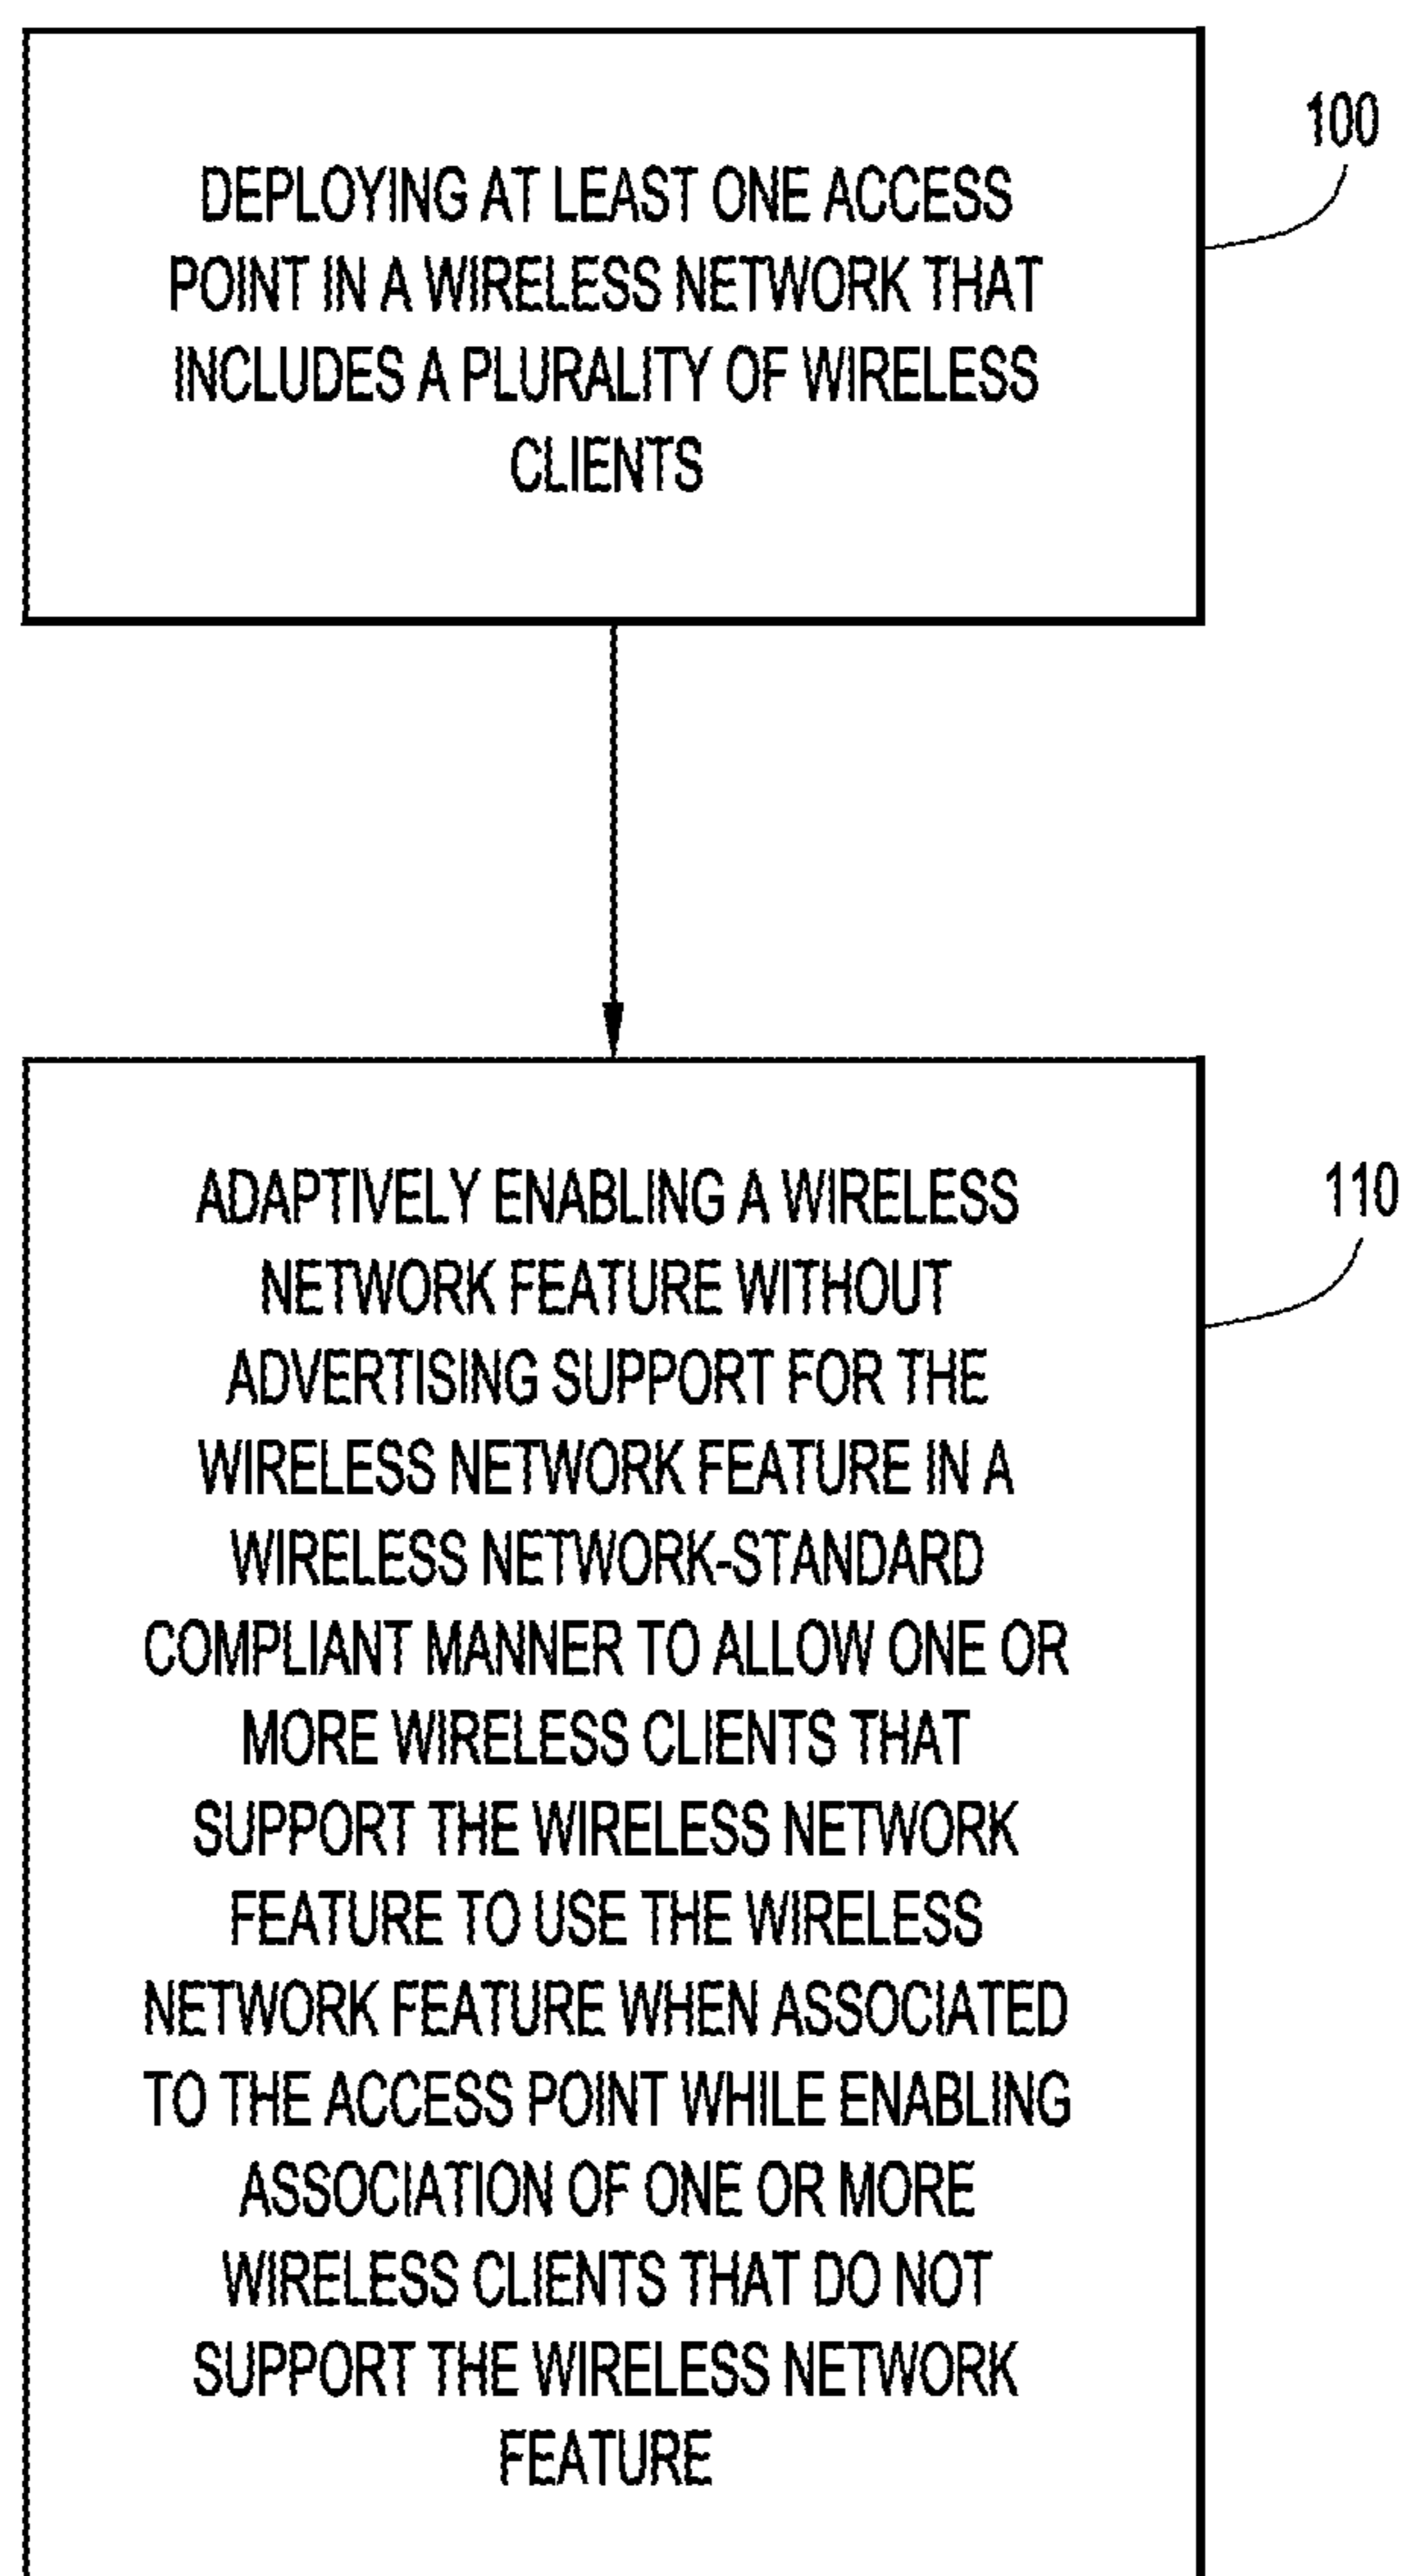 DEPLOYING AT LEAST ONE ACCESS
POINT IN A WIRELESS NETWORK THAT
INCLUDES A PLURALITY OF WIRELESS
CLIENTS
100
ADAPTIVELY ENABLING A WIRELESS
NETWORK FEATURE WITHOUT
ADVERTISING SUPPORT FOR THE
WIRELESS NETWORK FEATURE IN A
WIRELESS NETWORK-STANDARD
COMPLIANT MANNER TO ALLOW ONE OR
MORE WIRELESS CLIENTS THAT
SUPPORT THE WIRELESS NETWORK
FEATURE TO USE THE WIRELESS
NETWORK FEATURE WHEN ASSOCIATED
TO THE ACCESS POINT WHILE ENABLING
ASSOCIATION OF ONE OR MORE
WIRELESS CLIENTS THAT DO NOT
SUPPORT THE WIRELESS NETWORK
FEATURE
110